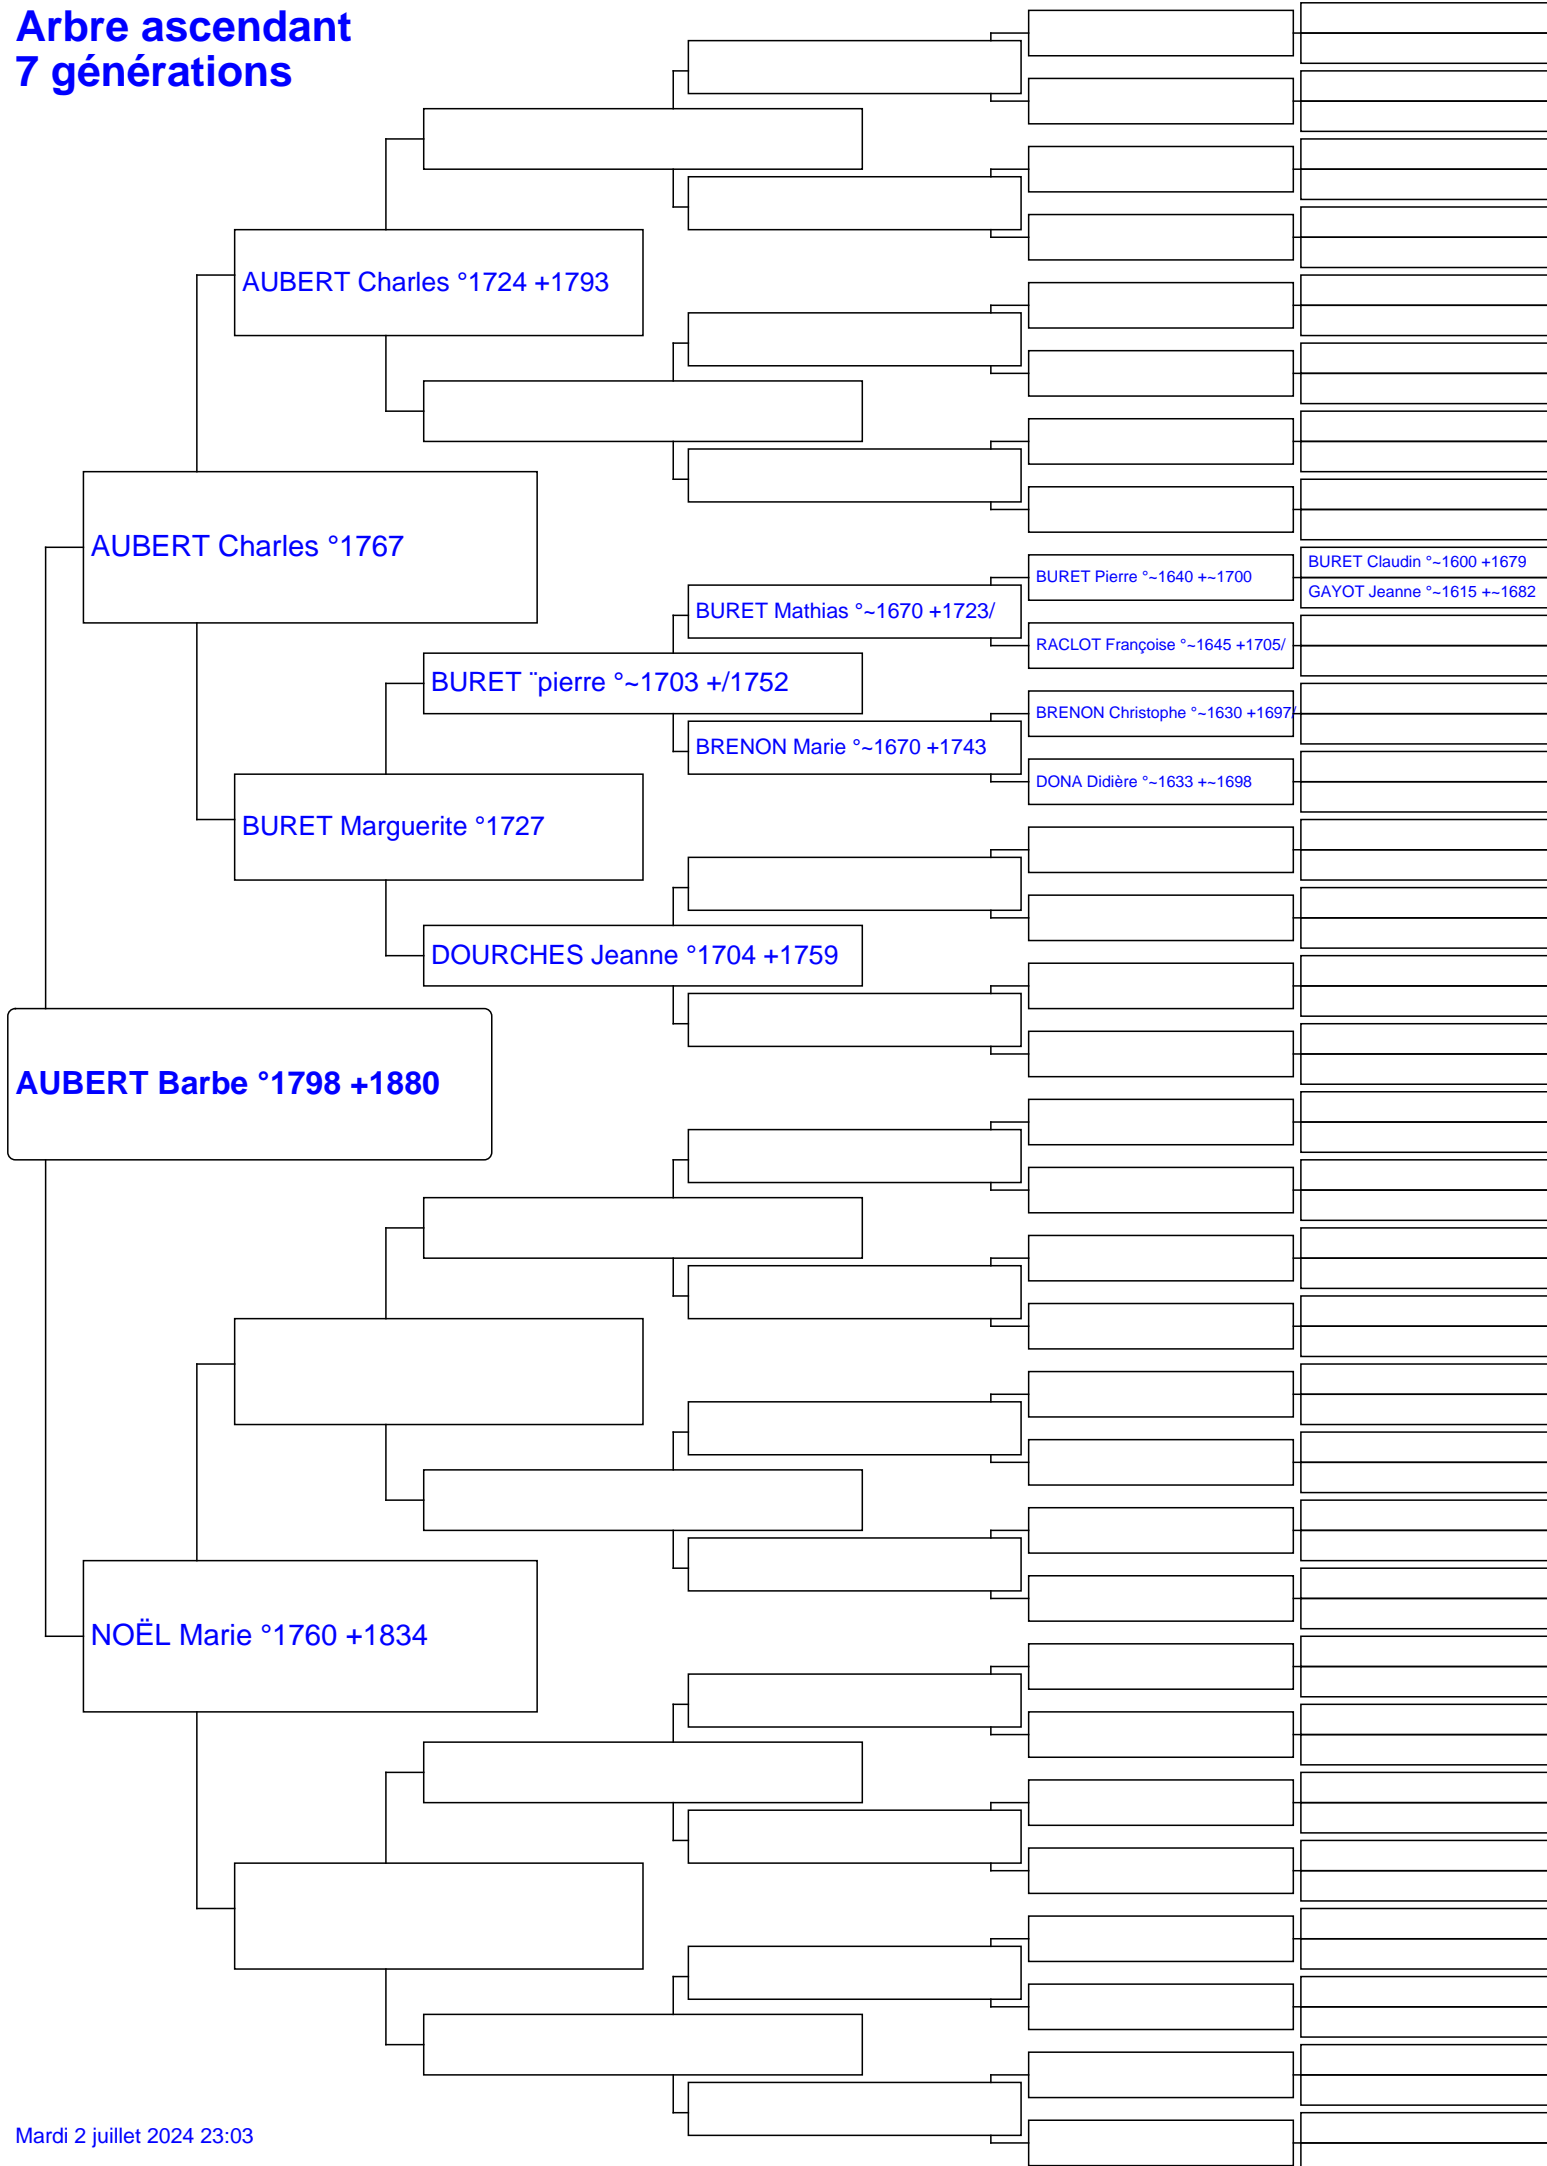 Arbre ascendant
7 générations
AUBERT Charles °1724 +1793
AUBERT Charles °1767
BURET Claudin °~1600 +1679
BURET Pierre °~1640 +~1700
GAYOT Jeanne °~1615 +~1682
BURET Mathias °~1670 +1723/
RACLOT Françoise °~1645 +1705/
BURET ¨pierre °~1703 +/1752
BRENON Christophe °~1630 +1697/
BRENON Marie °~1670 +1743
DONA Didière °~1633 +~1698
BURET Marguerite °1727
DOURCHES Jeanne °1704 +1759
AUBERT Barbe °1798 +1880
NOËL Marie °1760 +1834
Mardi 2 juillet 2024 23:03